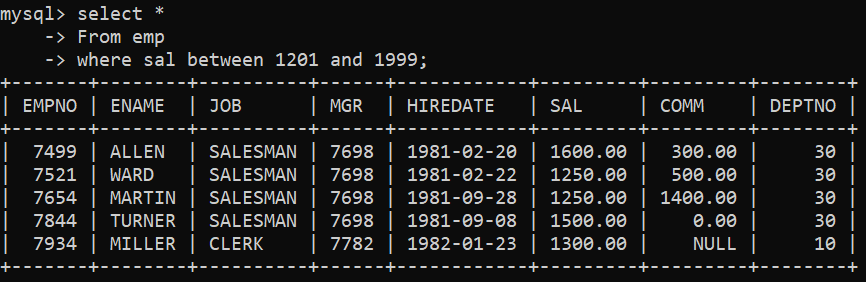 mysql> select *
    -> From emp
    -> where sal between 1201 and 1999;
+-------+--------+----------+------+------------+---------+---------+--------+
| EMPNO | ENAME  | JOB      | MGR  | HIREDATE   | SAL     | COMM    | DEPTNO |
+-------+--------+----------+------+------------+---------+---------+--------+
|  7499 | ALLEN  | SALESMAN | 7698 | 1981-02-20 | 1600.00 |  300.00 |     30 |
|  7521 | WARD   | SALESMAN | 7698 | 1981-02-22 | 1250.00 |  500.00 |     30 |
|  7654 | MARTIN | SALESMAN | 7698 | 1981-09-28 | 1250.00 | 1400.00 |     30 |
|  7844 | TURNER | SALESMAN | 7698 | 1981-09-08 | 1500.00 |    0.00 |     30 |
|  7934 | MILLER | CLERK    | 7782 | 1982-01-23 | 1300.00 |    NULL |     10 |
+-------+--------+----------+------+------------+---------+---------+--------+